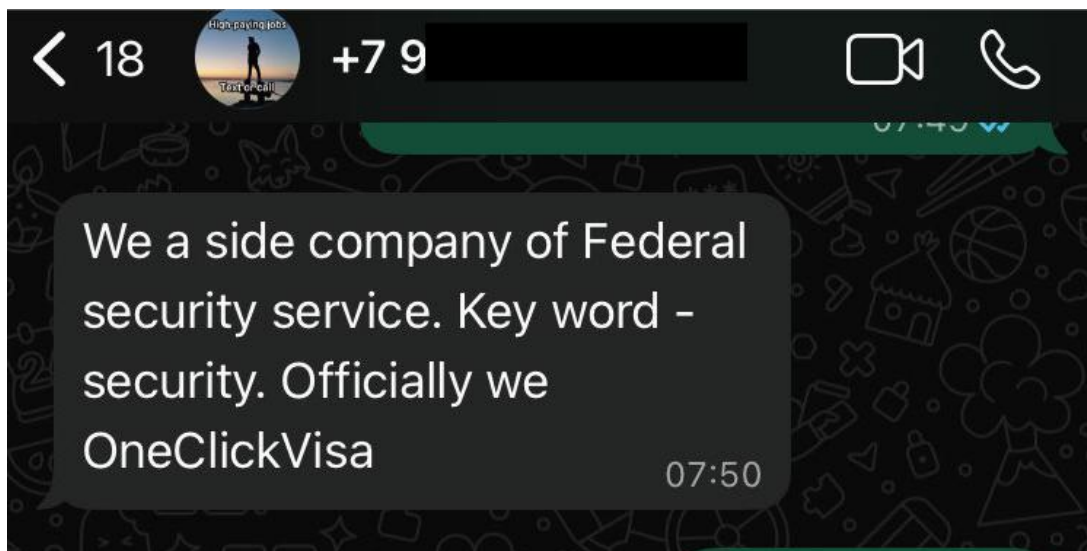 18
High-paying jobs
Text or call
+7 9
We a side company of Federal
security service. Key word -
security. Officially we
OneClickVisa
07:50